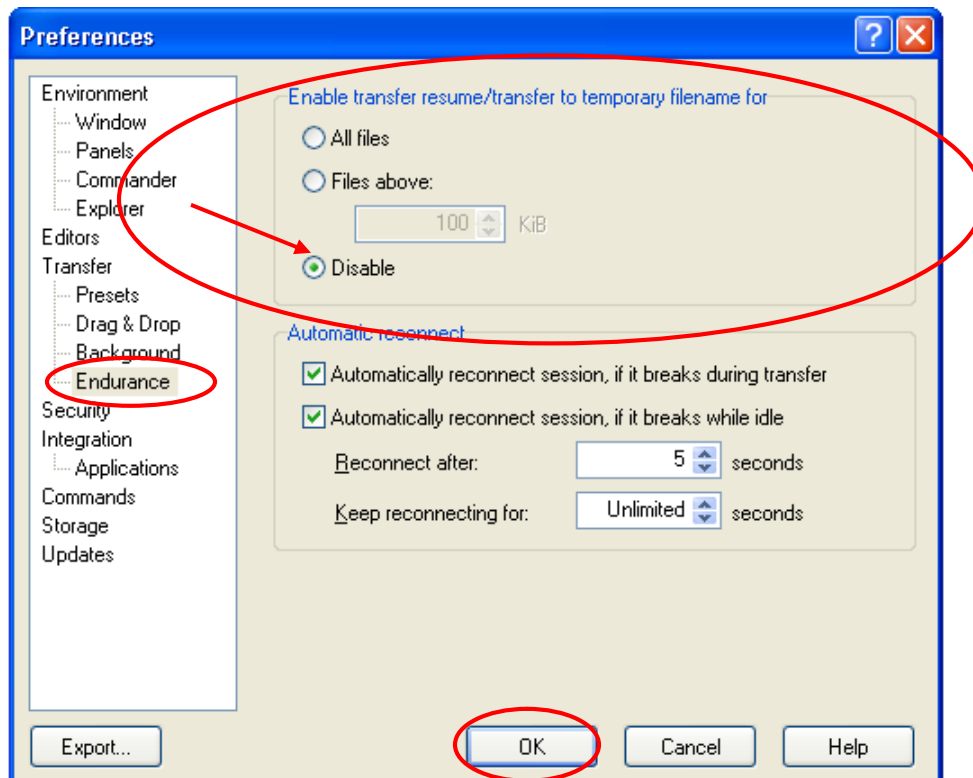 Preferences
Environment
Window
Panels
Commander
Explorer
Editors
Transfer
Presets
Drag & Drop
Background
Endurance
Security
Integration
Applications
Commands
Storage
Updates
Enable transfer resume/transfer to temporary filename for
All files
Files above:
100 KiB
Disable
Automatic reconnect
Automatically reconnect session, if it breaks during transfer
Automatically reconnect session, if it breaks while idle
Reconnect after: 5 seconds
Keep reconnecting for: Unlimited seconds
Export... OK Cancel Help